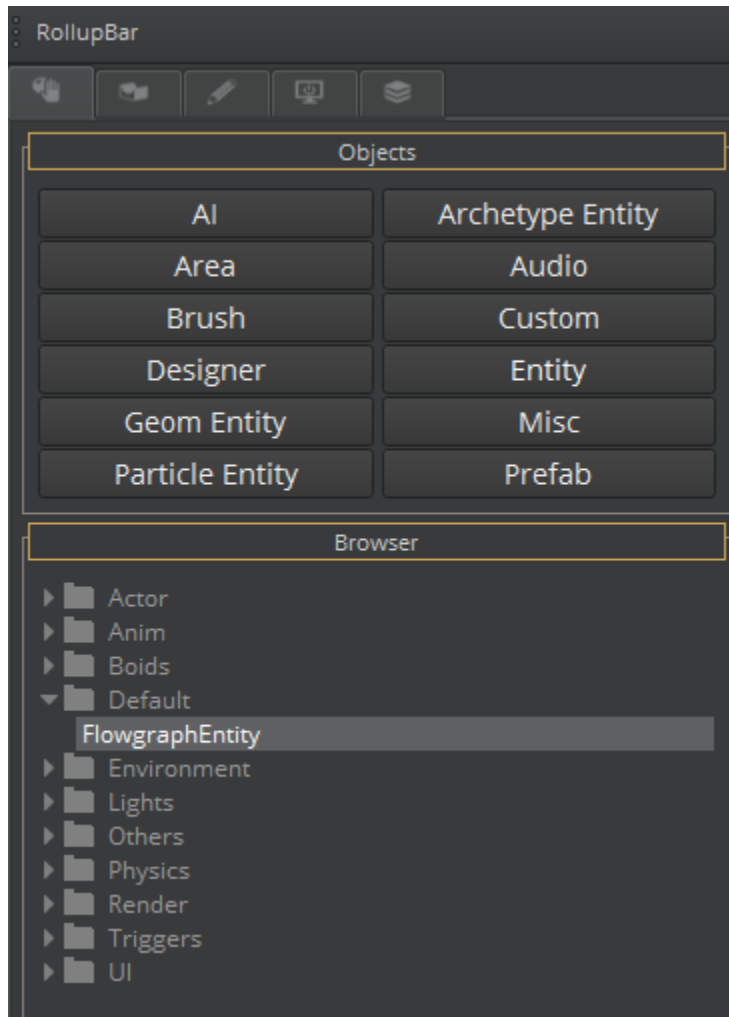 RollupBar
Objects
AI
Archetype Entity
Area
Audio
Brush
Custom
Designer
Entity
Geom Entity
Misc
Particle Entity
Prefab
Browser
Actor
Anim
Boids
Default
FlowgraphEntity
Environment
Lights
Others
Physics
Render
Triggers
UI